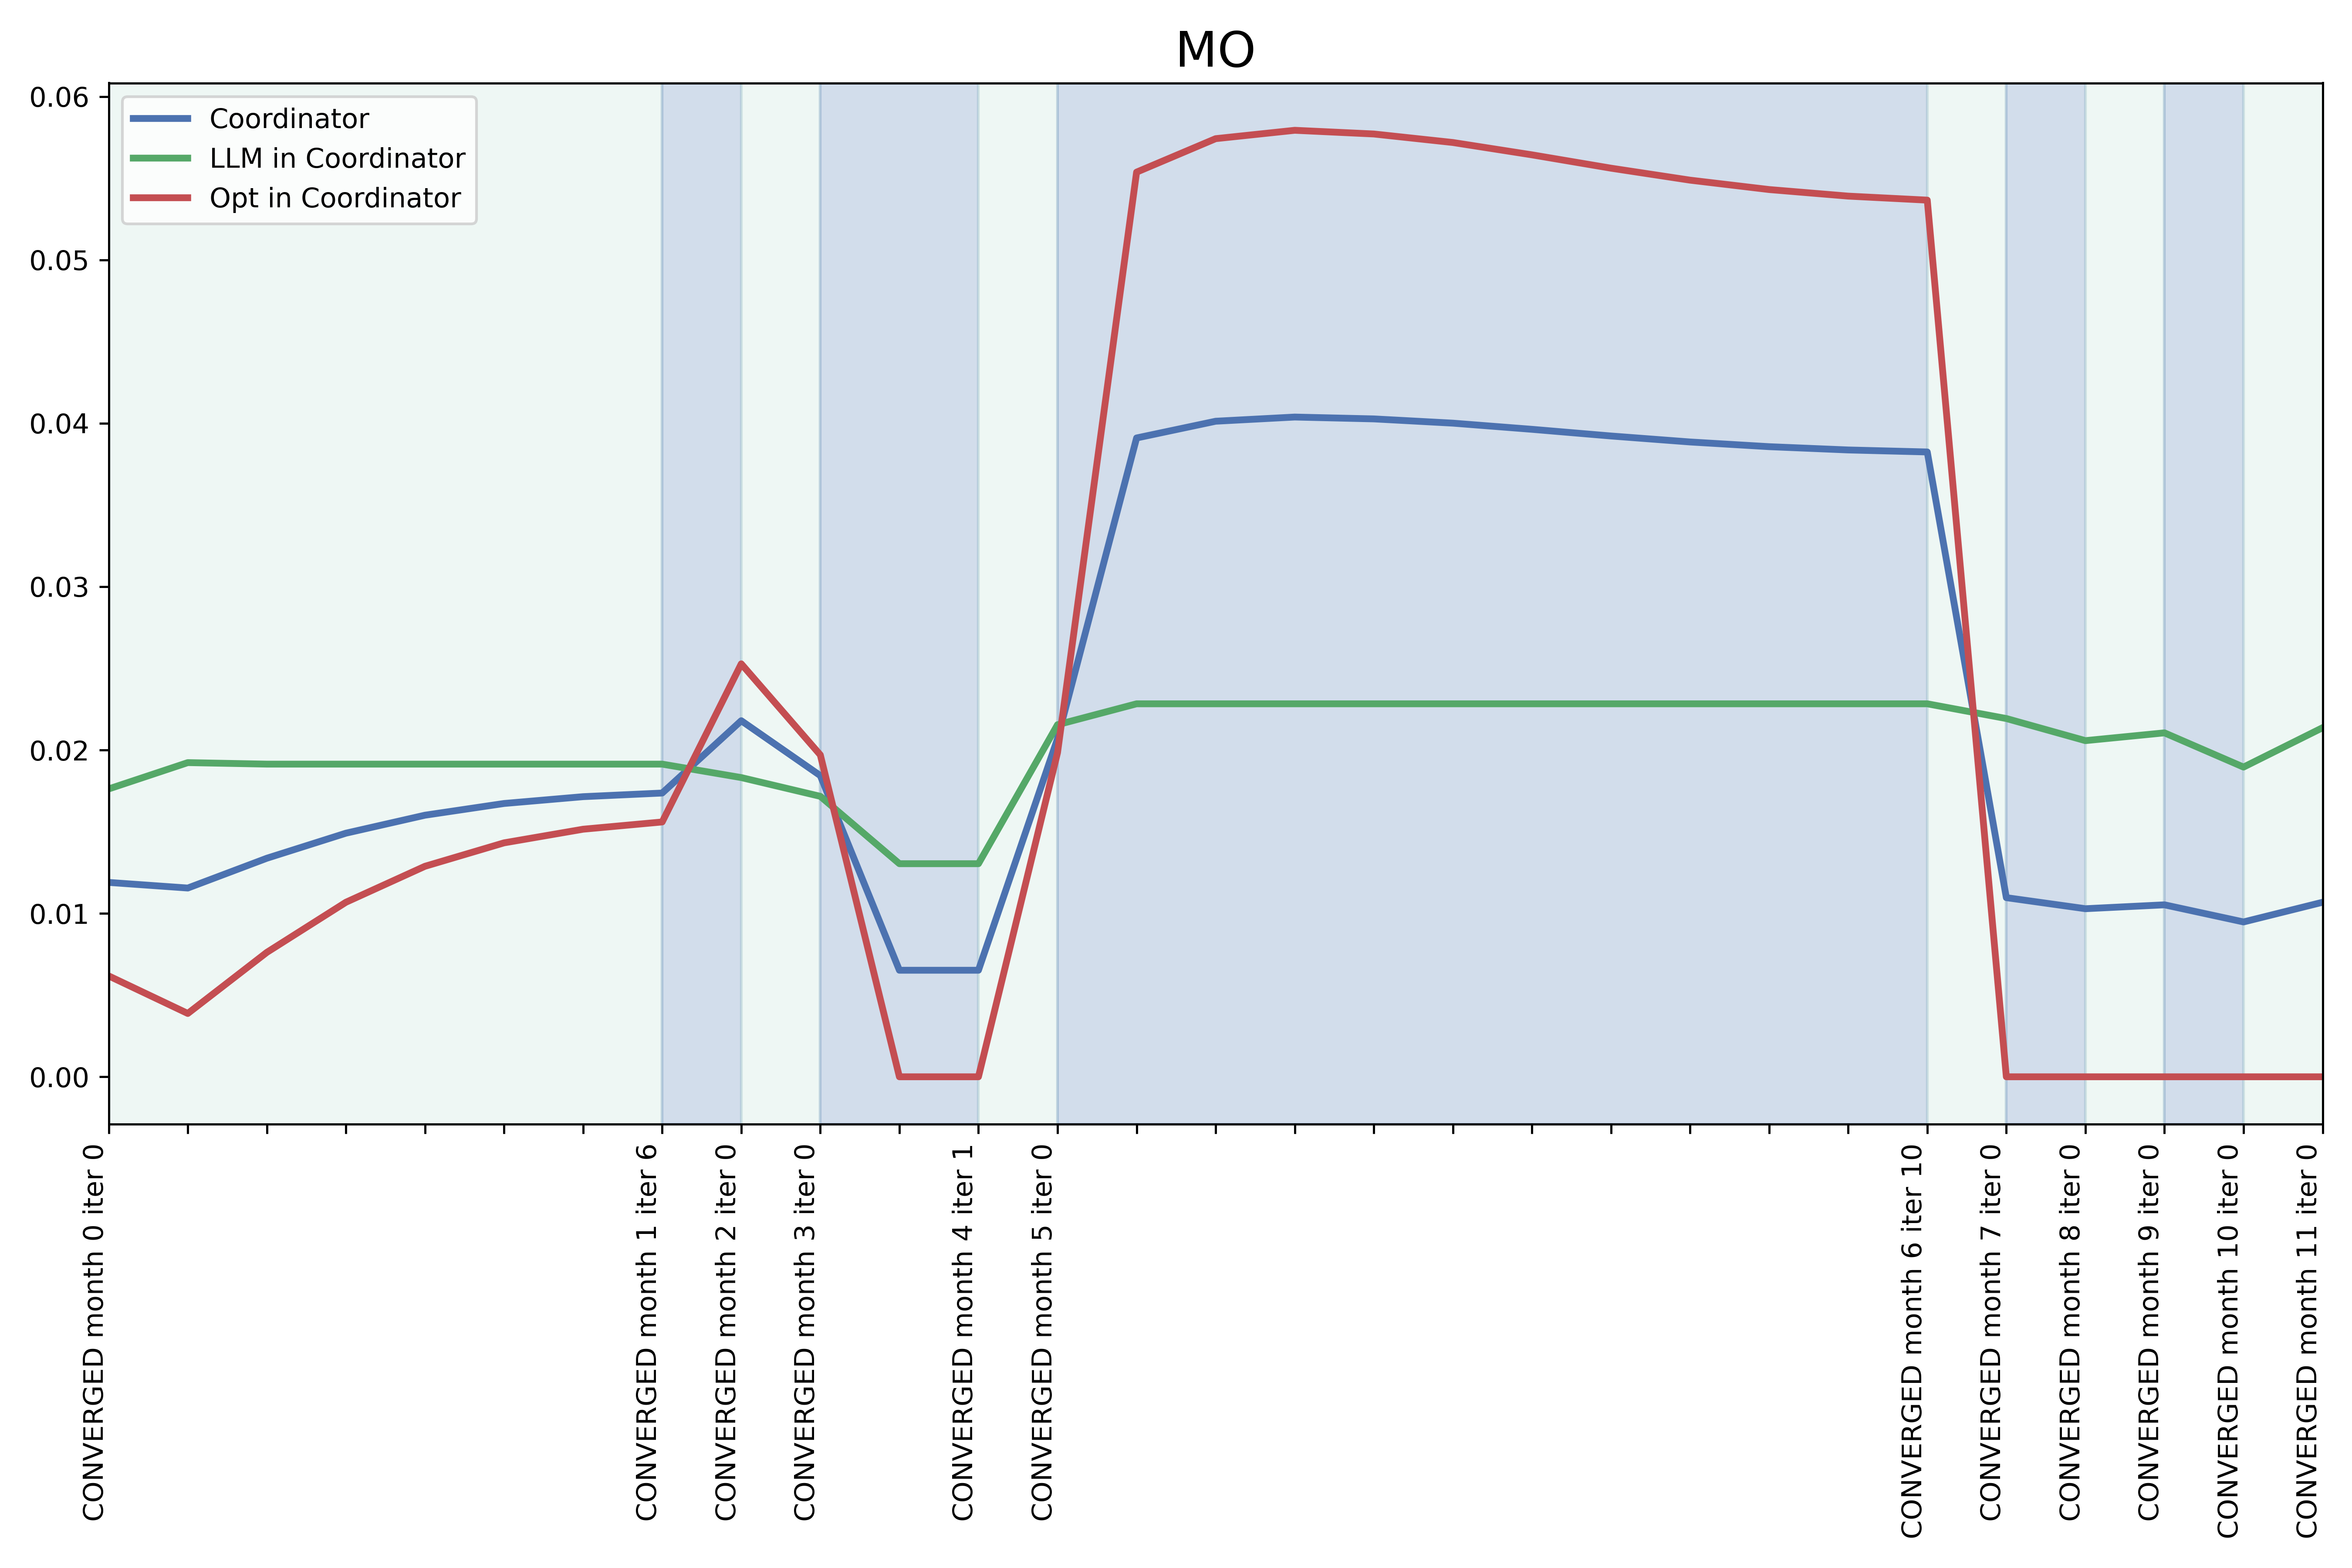 MO
0.06
0.05
0.04
0.03
0.02
0.01
0.00
Coordinator
LLM in Coordinator
Opt in Coordinator
CONVERGED month 0 iter 0
CONVERGED month 1 iter 6
CONVERGED month 2 iter 0
CONVERGED month 3 iter 0
CONVERGED month 4 iter 1
CONVERGED month 5 iter 0
CONVERGED month 6 iter 10
CONVERGED month 7 iter 0
CONVERGED month 8 iter 0
CONVERGED month 9 iter 0
CONVERGED month 10 iter 0
CONVERGED month 11 iter 0